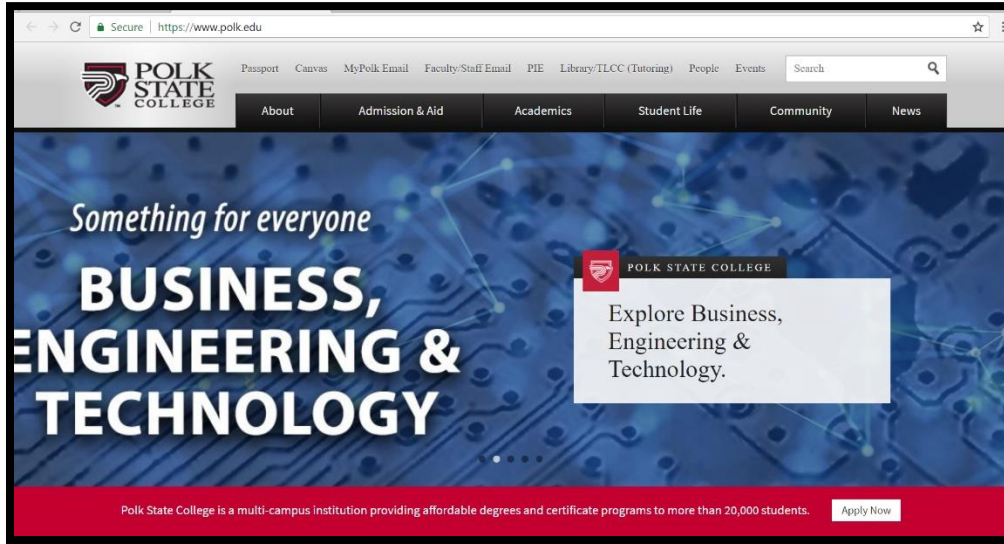 Secure | https://www.polk.edu
POLK
STATE
COLLEGE
Passport Canvas MyPolk Email Faculty/Staff Email PIE Library/TLCC (Tutoring) People Events Search
About Admission & Aid Academics Student Life Community News
Something for everyone
BUSINESS,
ENGINEERING &
TECHNOLOGY
POLK STATE COLLEGE
Explore Business,
Engineering &
Technology.
Polk State College is a multi-campus institution providing affordable degrees and certificate programs to more than 20,000 students. Apply Now